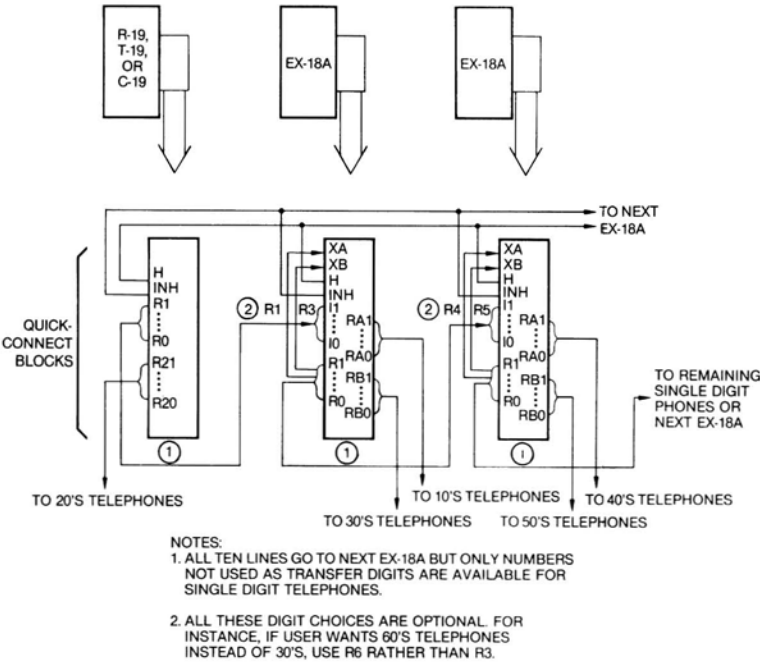 R-19,
T-19,
OR
C-19
EX-18A
EX-18A
TO NEXT
EX-18A
QUICK-
CONNECT
BLOCKS
H
INH
R1
R0
R21
R20
1
TO 20'S TELEPHONES
2 R1 R3
XA
XB
H
INH
I1
I0
R1
R0
RA1
RA0
RB1
RB0
1
TO 10'S TELEPHONES
TO 30'S TELEPHONES
2 R4 R5
XA
XB
H
INH
I1
I0
R1
R0
RA1
RA0
RB1
RB0
I
TO 40'S TELEPHONES
TO 50'S TELEPHONES
TO REMAINING
SINGLE DIGIT
PHONES OR
NEXT EX-18A
NOTES:
1. ALL TEN LINES GO TO NEXT EX-18A BUT ONLY NUMBERS
NOT USED AS TRANSFER DIGITS ARE AVAILABLE FOR
SINGLE DIGIT TELEPHONES.
2. ALL THESE DIGIT CHOICES ARE OPTIONAL. FOR
INSTANCE, IF USER WANTS 60'S TELEPHONES
INSTEAD OF 30'S, USE R6 RATHER THAN R3.